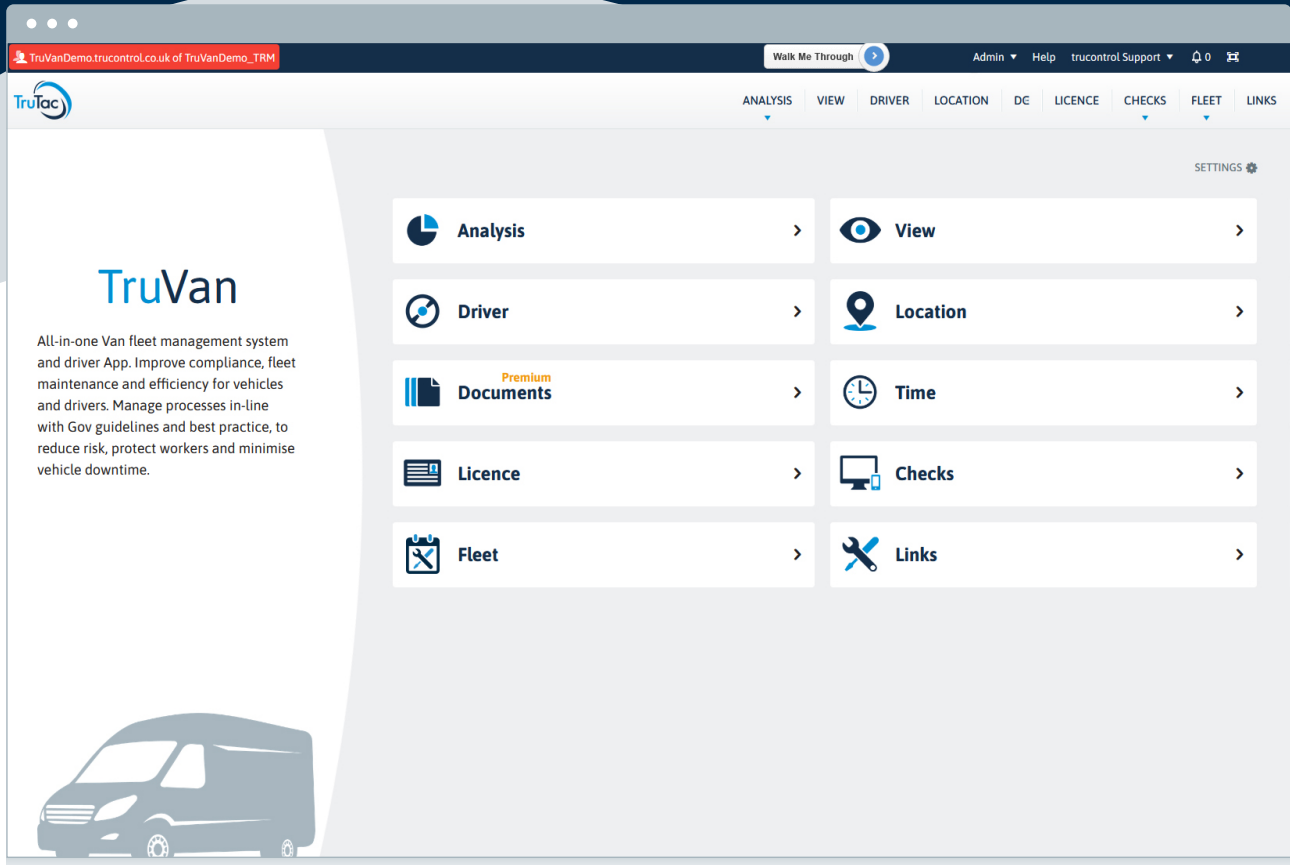 TruVanDemo.trucontrol.co.uk of TruVanDemo_TRM
Walk Me Through
Admin Help trucontrol Support 0
TruTac
ANALYSIS VIEW DRIVER LOCATION LICENCE CHECKS FLEET LINKS
SETTINGS
Analysis
View
TruVan
All-in-one Van fleet management system
and driver App. Improve compliance, fleet
maintenance and efficiency for vehicles
and drivers. Manage processes in-line
with Gov guidelines and best practice, to
reduce risk, protect workers and minimise
vehicle downtime.
Driver
Location
Premium
Documents
Time
Licence
Checks
Fleet
Links